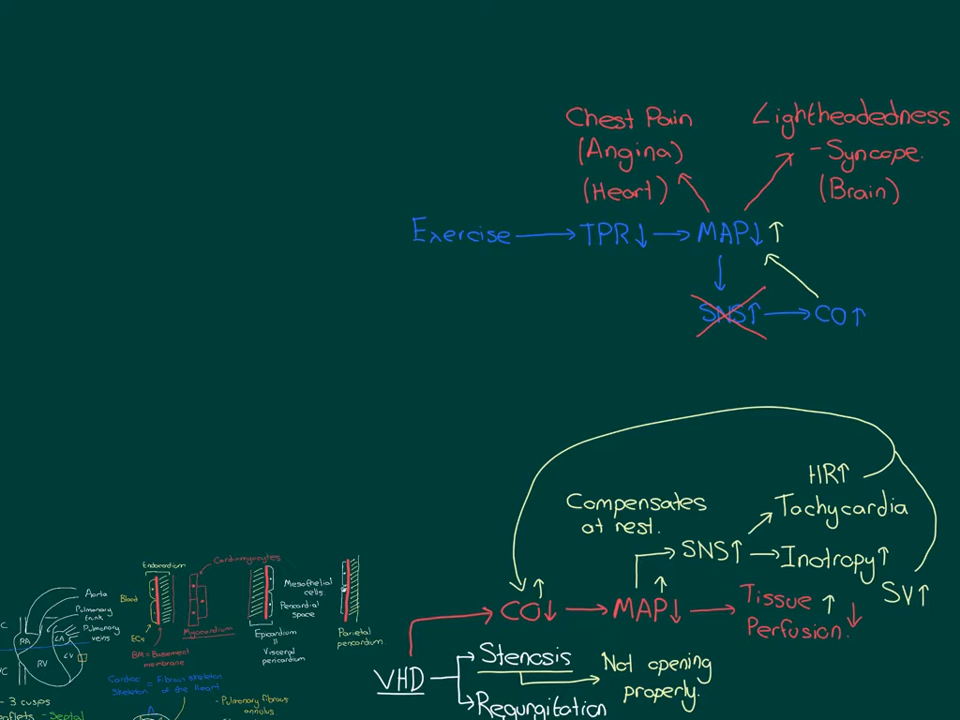 Chest Pain
(Angina)
(Heart)
Lightheadedness
- Syncope.
(Brain)
Exercise → TPR↓ → MAP↓ ↑
SNS↑ → CO↑
HR↑
Tachycardia
Compensates
at rest.
SNS↑ → Inotropy↑
SV↑
CO↓ ↑ → MAP↓ ↑ → Tissue ↑
Perfusion. ↓
VHD
Stenosis
Regurgitation
Not opening
properly.
Aorta
Pulmonary
trunk
Pulmonary
veins
RA
LA
RV
LV
Endocardium
Blood
ECs
BM = Basement
membrane
Cardiomyocytes
Myocardium
Mesothelial
cells.
Pericardial
space
Epicardium
=
Visceral
pericardium
Parietal
pericardium.
Cardiac = Fibrous skeleton
Skeleton of the Heart
- 3 cusps
- Septal
- Pulmonary fibrous
annulus
A